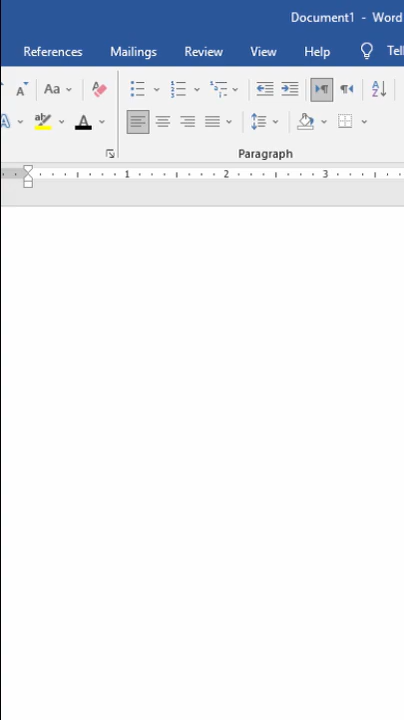 Document1 - Word
References Mailings Review View Help Tell
Aa
Paragraph
1 2 3